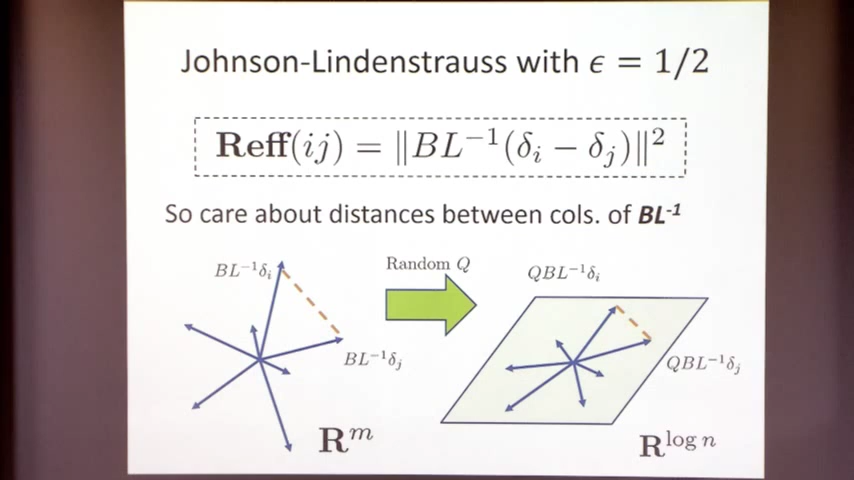 Johnson-Lindenstrauss with ϵ = 1/2
Reff(ij) = ‖BL⁻¹(δᵢ − δⱼ)‖²
So care about distances between cols. of BL⁻¹
BL⁻¹δᵢ
Random Q
QBL⁻¹δᵢ
BL⁻¹δⱼ
QBL⁻¹δⱼ
Rᵐ
R^{log n}